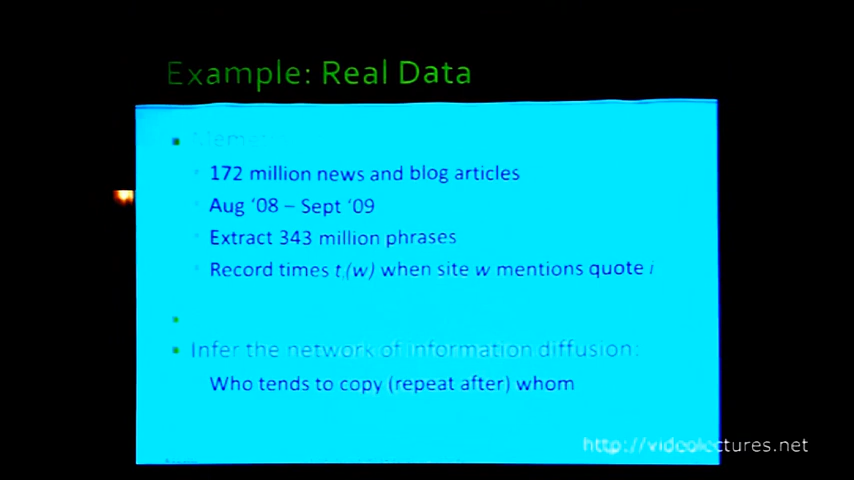 Example: Real Data
172 million news and blog articles
Aug ‘08 – Sept ‘09
Extract 343 million phrases
Record times tᵢ(w) when site w mentions quote i
Infer the network of information diffusion:
Who tends to copy (repeat after) whom
http://videolectures.net